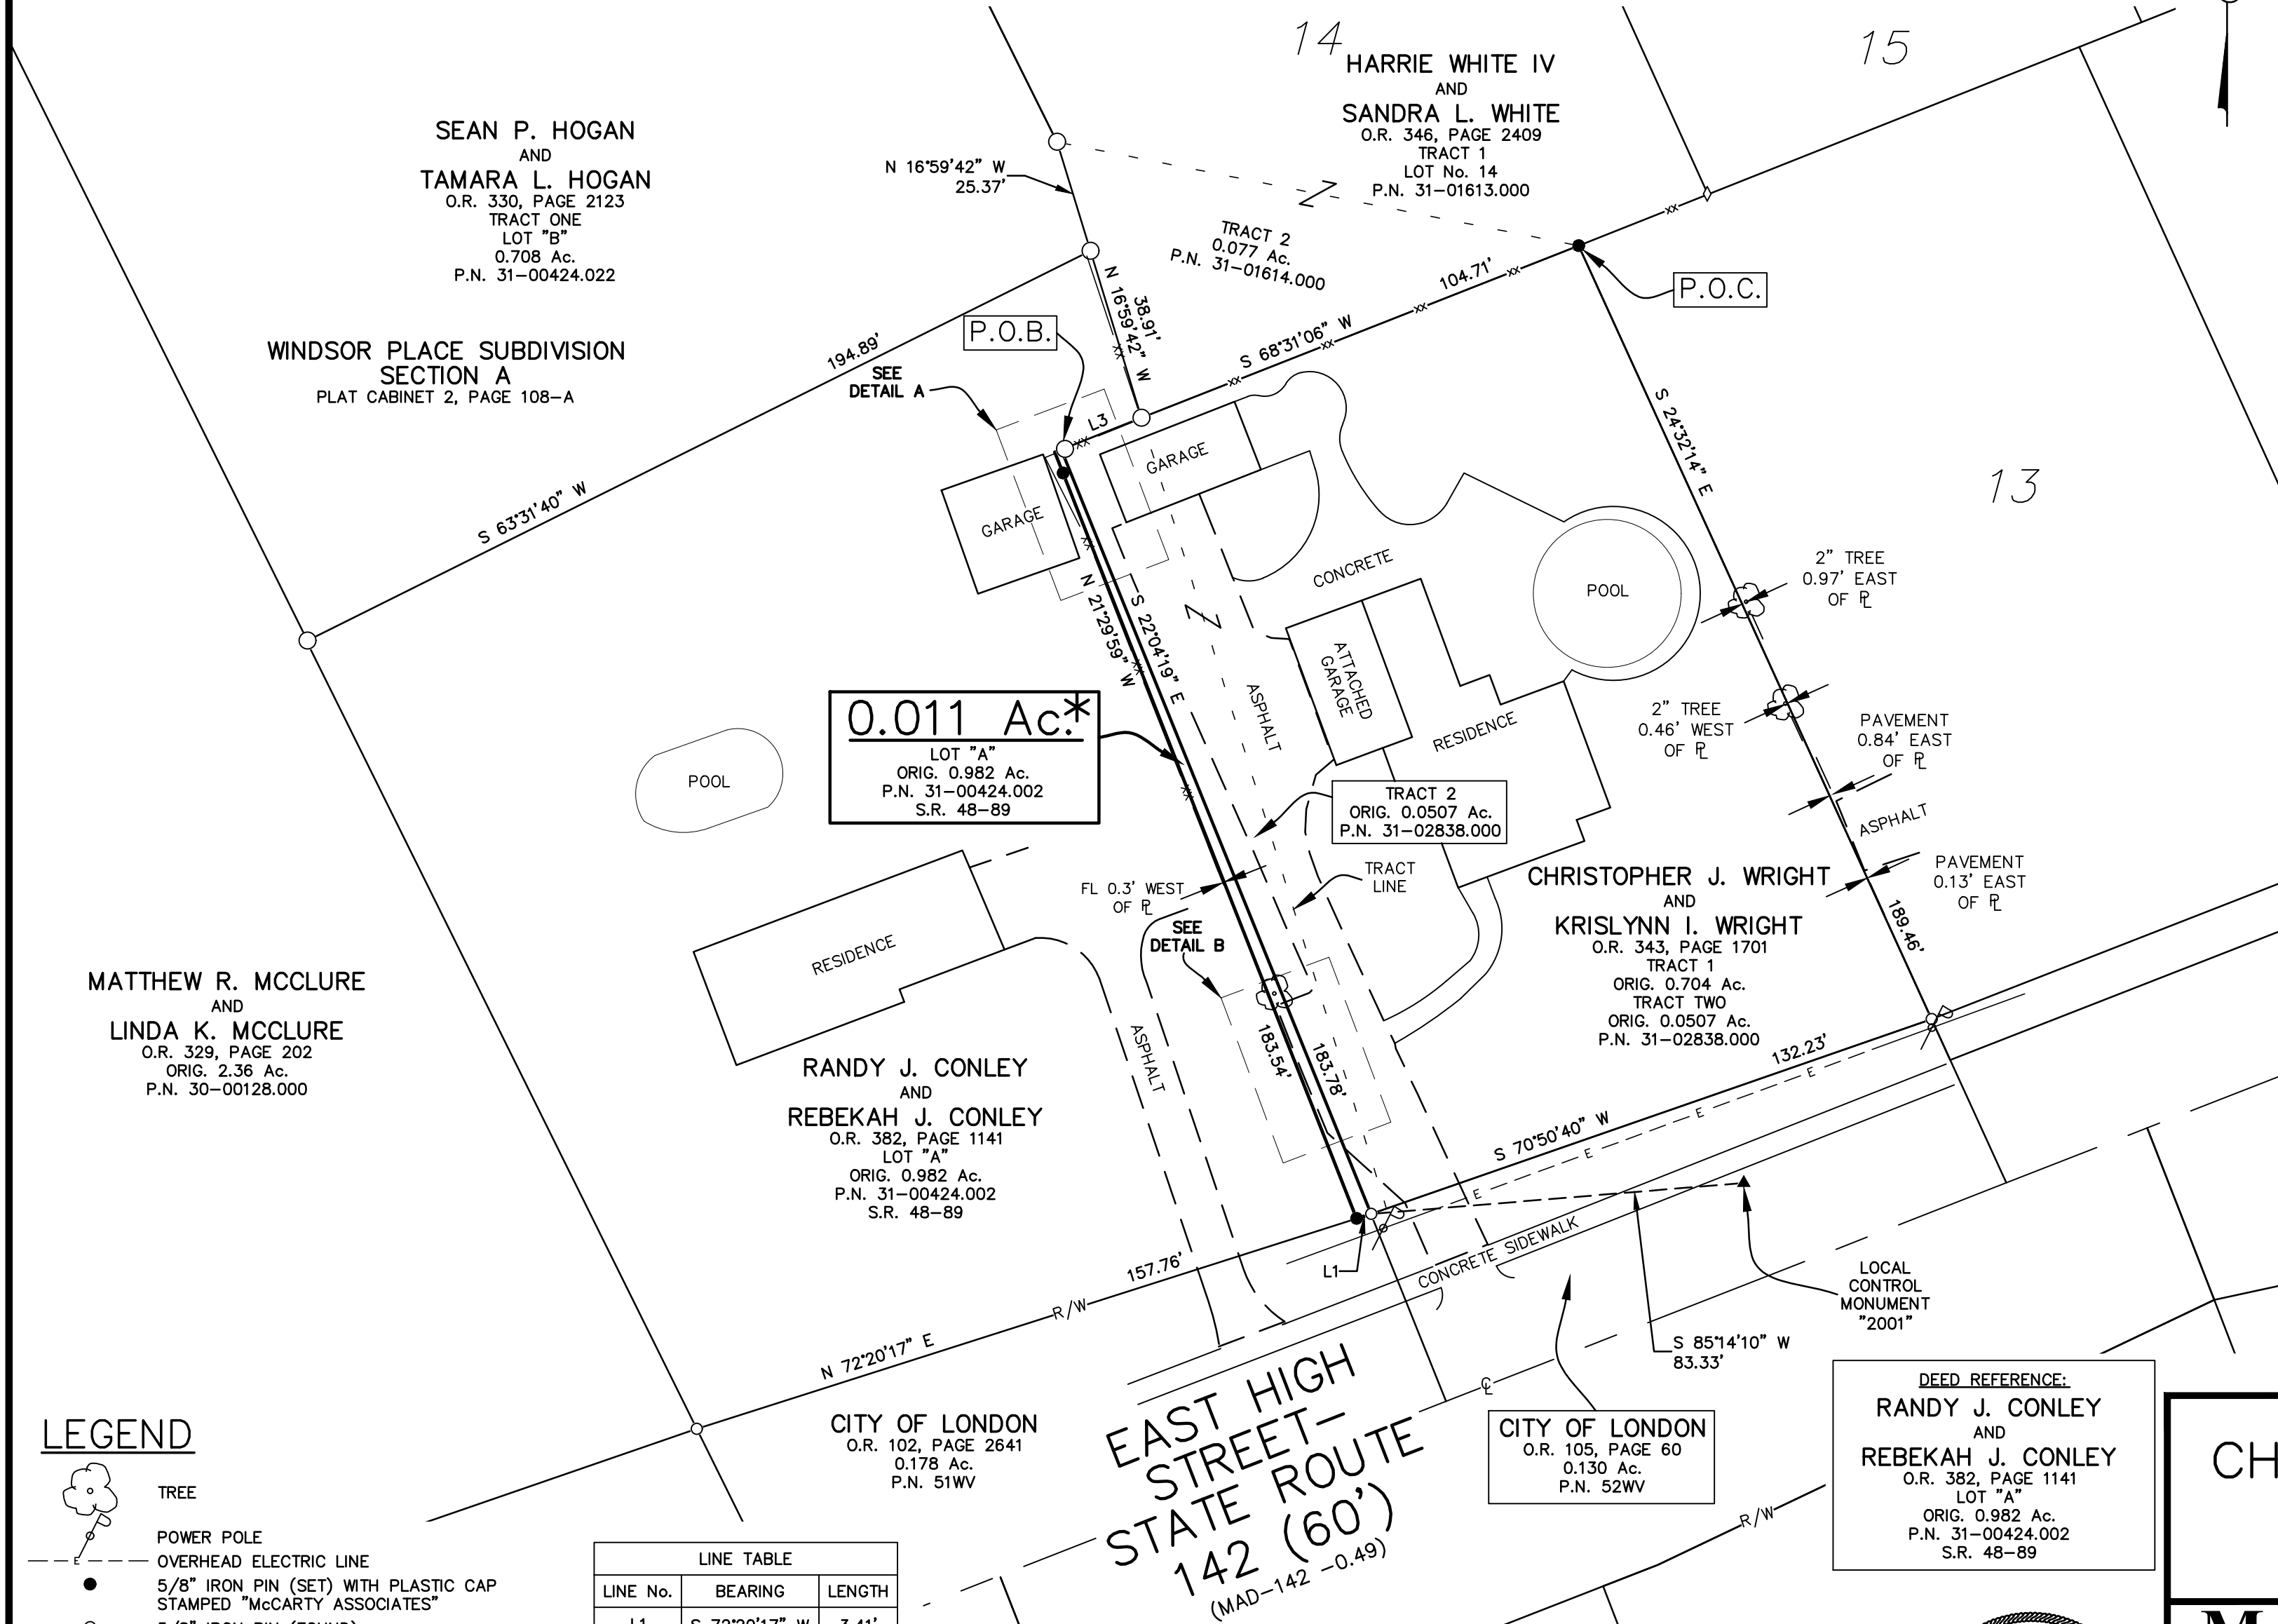 14
HARRIE WHITE IV
AND
SANDRA L. WHITE
O.R. 346, PAGE 2409
TRACT 1
LOT No. 14
P.N. 31-01613.000
15
SEAN P. HOGAN
AND
TAMARA L. HOGAN
O.R. 330, PAGE 2123
TRACT ONE
LOT "B"
0.708 Ac.
P.N. 31-00424.022
N 16°59'42" W
25.37'
TRACT 2
0.077 Ac.
P.N. 31-01614.000
104.71'
P.O.C.
WINDSOR PLACE SUBDIVISION
SECTION A
PLAT CABINET 2, PAGE 108-A
194.89'
P.O.B.
38.91'
N 16°59'42" W
S 68°31'06" W
SEE
DETAIL A
L3
S 63°31'40" W
GARAGE
GARAGE
S 24°32'14" E
13
CONCRETE
POOL
2" TREE
0.97' EAST
OF PL
N 21°29'59" W
S 22°04'19" E
ATTACHED
GARAGE
ASPHALT
RESIDENCE
2" TREE
0.46' WEST
OF PL
PAVEMENT
0.84' EAST
OF PL
0.011 Ac.*
LOT "A"
ORIG. 0.982 Ac.
P.N. 31-00424.002
S.R. 48-89
POOL
TRACT 2
ORIG. 0.0507 Ac.
P.N. 31-02838.000
ASPHALT
TRACT
LINE
PAVEMENT
0.13' EAST
OF PL
FL 0.3' WEST
OF PL
SEE
DETAIL B
CHRISTOPHER J. WRIGHT
AND
KRISLYNN I. WRIGHT
O.R. 343, PAGE 1701
TRACT 1
ORIG. 0.704 Ac.
TRACT TWO
ORIG. 0.0507 Ac.
P.N. 31-02838.000
189.46'
RESIDENCE
MATTHEW R. MCCLURE
AND
LINDA K. MCCLURE
O.R. 329, PAGE 202
ORIG. 2.36 Ac.
P.N. 30-00128.000
ASPHALT
183.54'
183.78'
132.23'
RANDY J. CONLEY
AND
REBEKAH J. CONLEY
O.R. 382, PAGE 1141
LOT "A"
ORIG. 0.982 Ac.
P.N. 31-00424.002
S.R. 48-89
S 70°50'40" W
E
E
E
E
157.76'
L1
CONCRETE SIDEWALK
R/W
N 72°20'17" E
LOCAL
CONTROL
MONUMENT
"2001"
S 85°14'10" W
83.33'
CL
EAST HIGH
STREET-
STATE ROUTE
142 (60')
(MAD-142 -0.49)
CITY OF LONDON
O.R. 102, PAGE 2641
0.178 Ac.
P.N. 51WV
CITY OF LONDON
O.R. 105, PAGE 60
0.130 Ac.
P.N. 52WV
R/W
DEED REFERENCE:
RANDY J. CONLEY
AND
REBEKAH J. CONLEY
O.R. 382, PAGE 1141
LOT "A"
ORIG. 0.982 Ac.
P.N. 31-00424.002
S.R. 48-89
CH
LEGEND
TREE
POWER POLE
E
OVERHEAD ELECTRIC LINE
5/8" IRON PIN (SET) WITH PLASTIC CAP
STAMPED "McCARTY ASSOCIATES"
LINE TABLE
LINE No. BEARING LENGTH
L1 S 72°20'17" W 3.41'